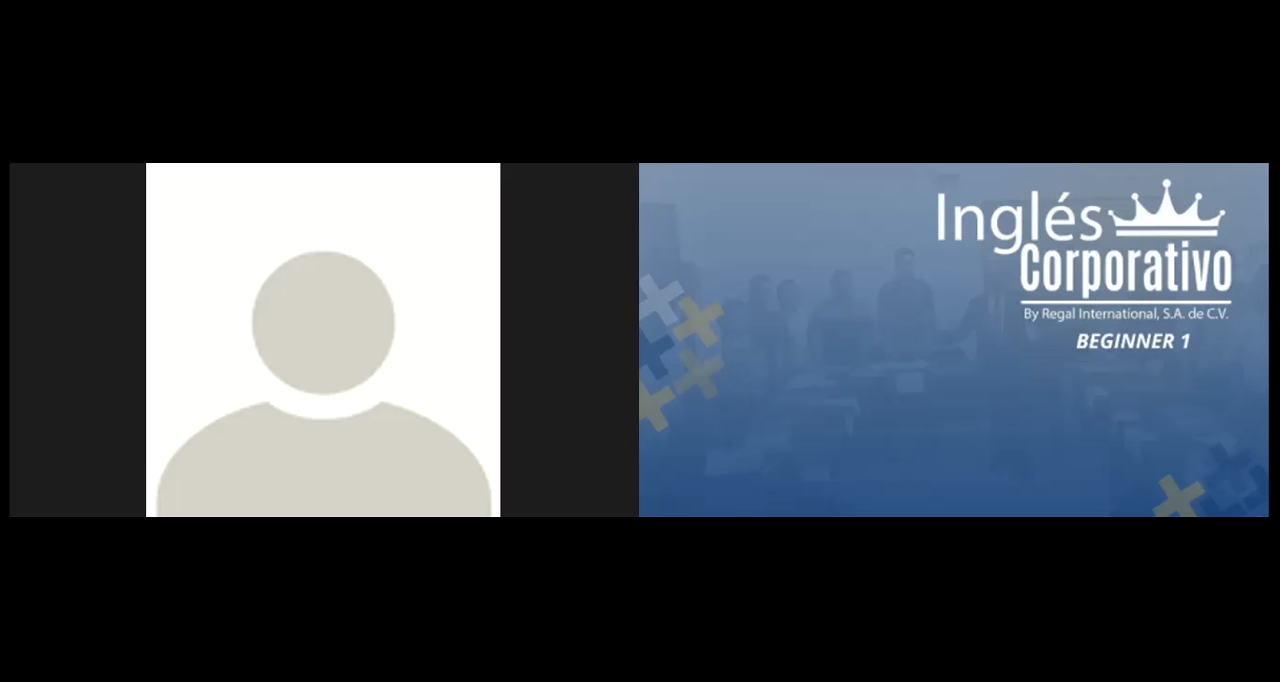 Inglés
Corporativo
By Regal International, S.A. de C.V.
BEGINNER 1